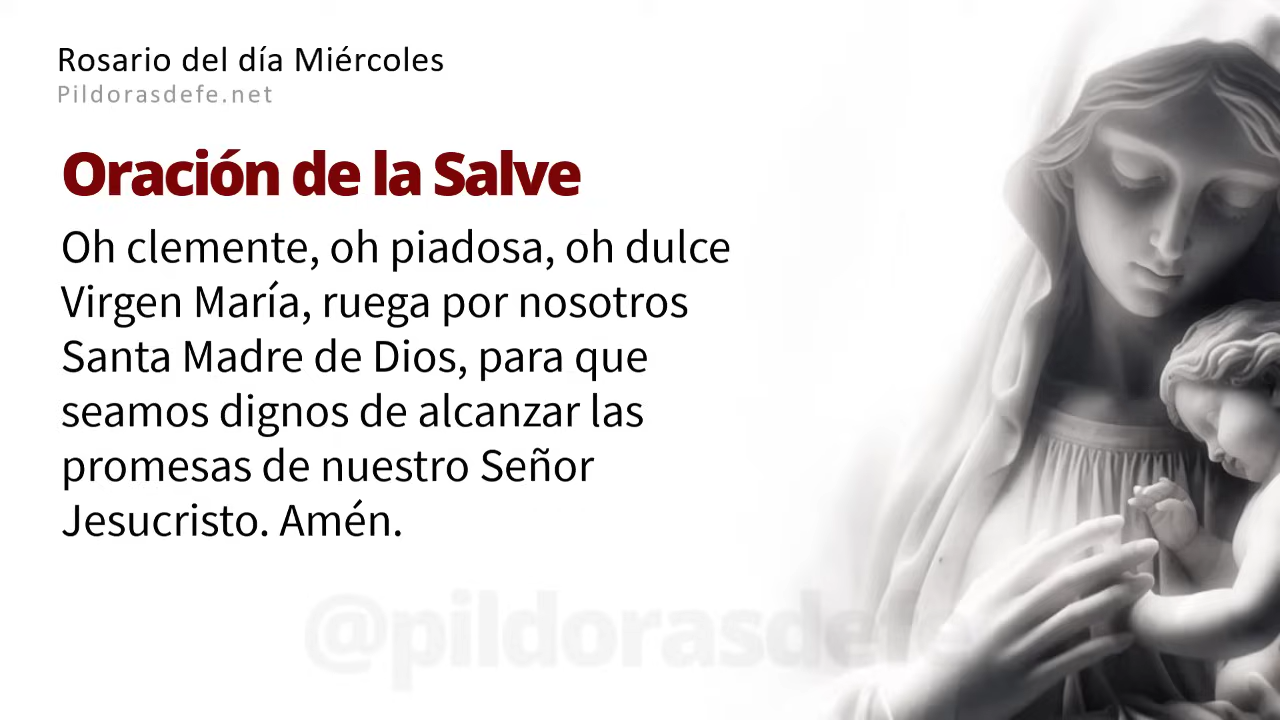 Rosario del día Miércoles
Pildorasdefe.net
Oración de la Salve
Oh clemente, oh piadosa, oh dulce
Virgen María, ruega por nosotros
Santa Madre de Dios, para que
seamos dignos de alcanzar las
promesas de nuestro Señor
Jesucristo. Amén.
@pildorasdefe